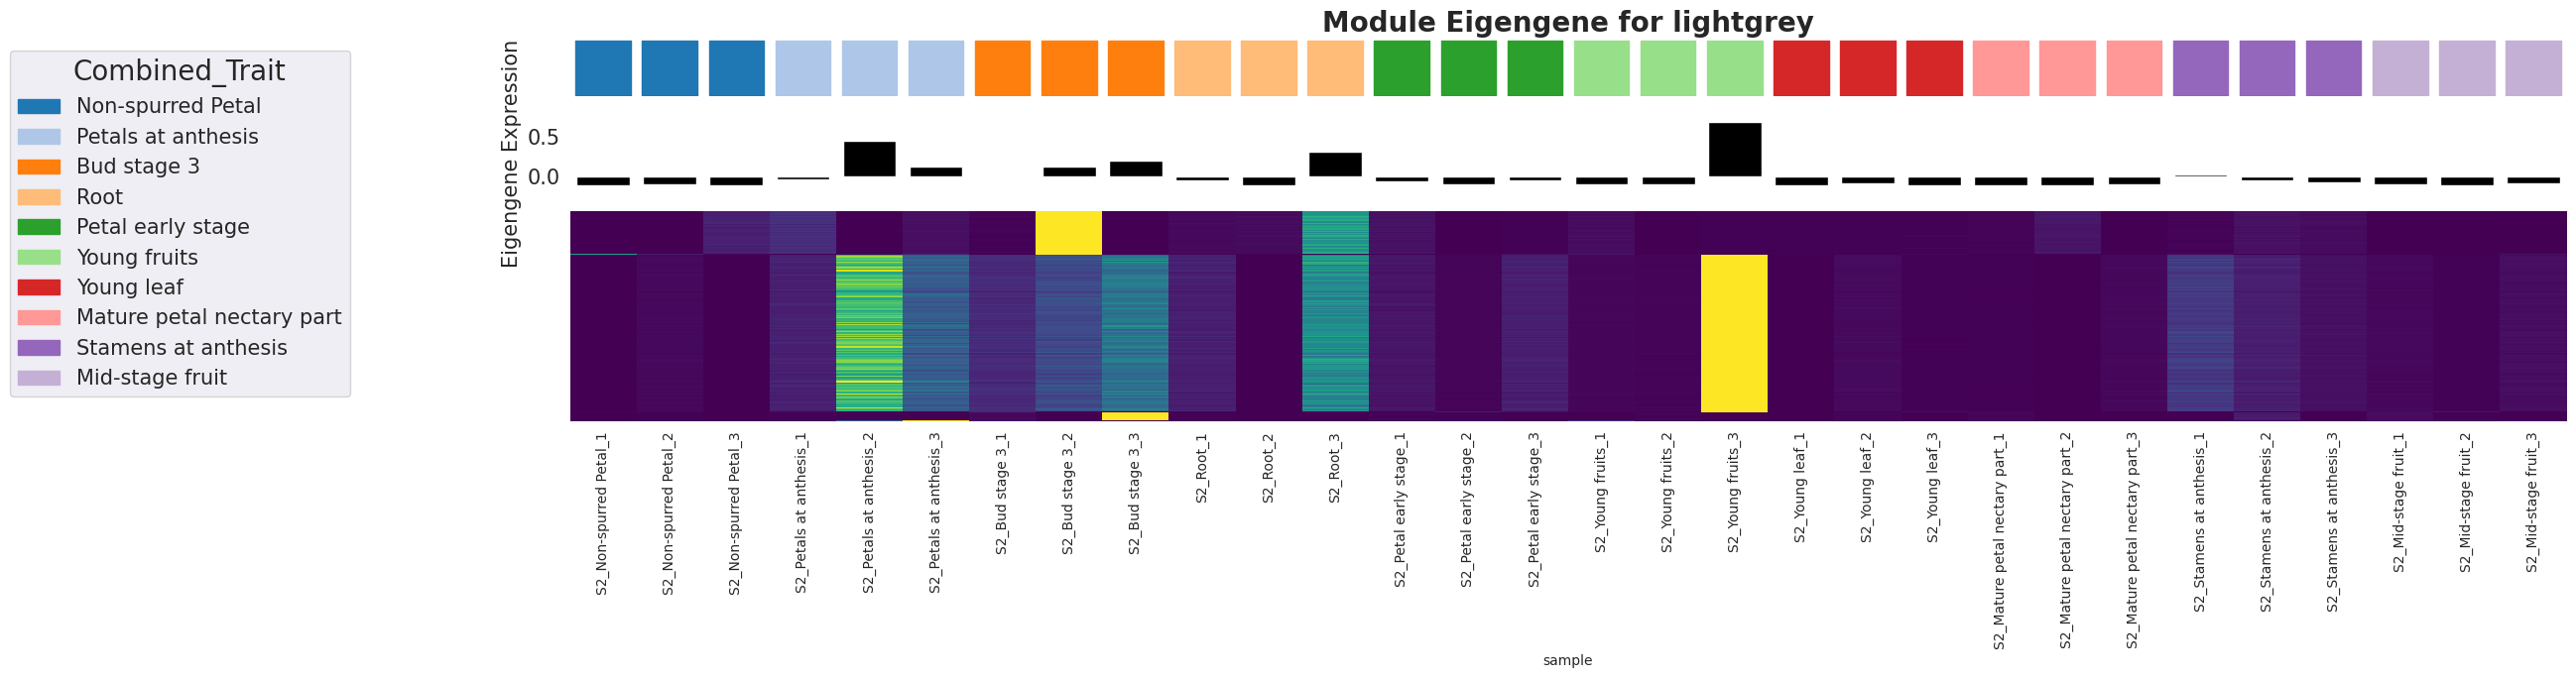 Module Eigengene for lightgrey
Combined_Trait
Non-spurred Petal
Petals at anthesis
Bud stage 3
Root
Petal early stage
Young fruits
Young leaf
Mature petal nectary part
Stamens at anthesis
Mid-stage fruit
Eigengene Expression
0.5
0.0
S2_Non-spurred Petal_1
S2_Non-spurred Petal_2
S2_Non-spurred Petal_3
S2_Petals at anthesis_1
S2_Petals at anthesis_2
S2_Petals at anthesis_3
S2_Bud stage 3_1
S2_Bud stage 3_2
S2_Bud stage 3_3
S2_Root_1
S2_Root_2
S2_Root_3
S2_Petal early stage_1
S2_Petal early stage_2
S2_Petal early stage_3
S2_Young fruits_1
S2_Young fruits_2
S2_Young fruits_3
S2_Young leaf_1
S2_Young leaf_2
S2_Young leaf_3
S2_Mature petal nectary part_1
S2_Mature petal nectary part_2
S2_Mature petal nectary part_3
S2_Stamens at anthesis_1
S2_Stamens at anthesis_2
S2_Stamens at anthesis_3
S2_Mid-stage fruit_1
S2_Mid-stage fruit_2
S2_Mid-stage fruit_3
sample